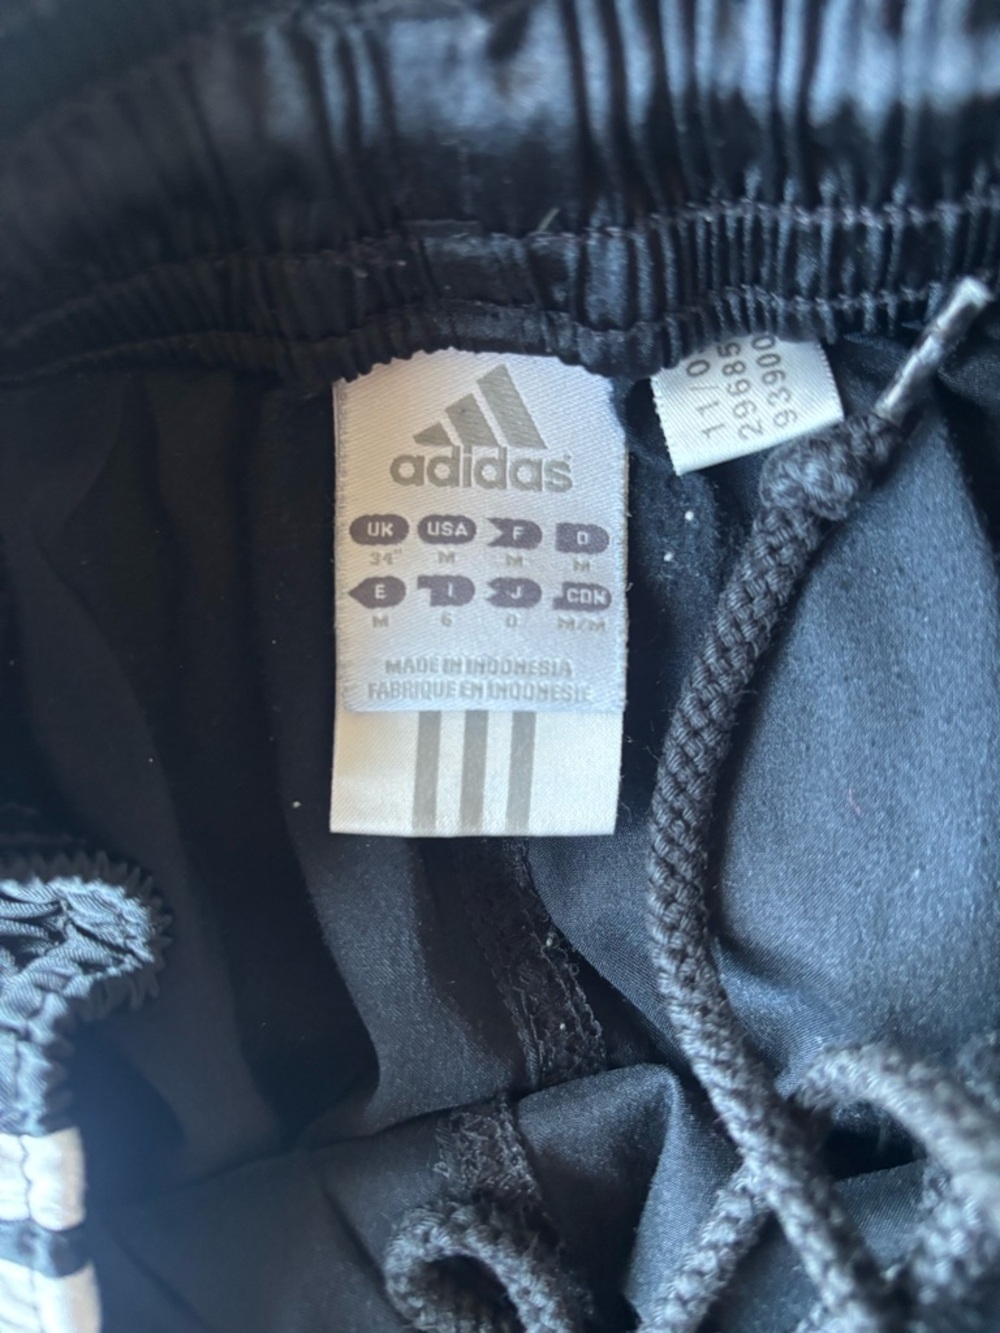 adidas
UK USA F D
34" M M M
E I J CDN
M 6 O M/M
MADE IN INDONESIA
FABRIQUE EN INDONESIE
11/0
29685
93900